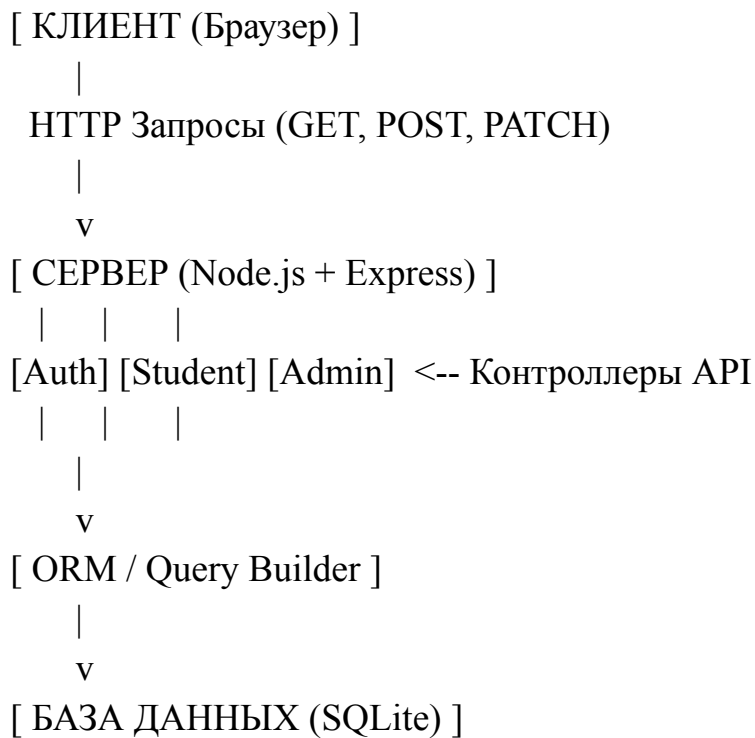 [ КЛИЕНТ (Браузер) ]
|
HTTP Запросы (GET, POST, PATCH)
|
v
[ СЕРВЕР (Node.js + Express) ]
| | |
[Auth] [Student] [Admin] <-- Контроллеры API
| | |
|
v
[ ORM / Query Builder ]
|
v
[ БАЗА ДАННЫХ (SQLite) ]